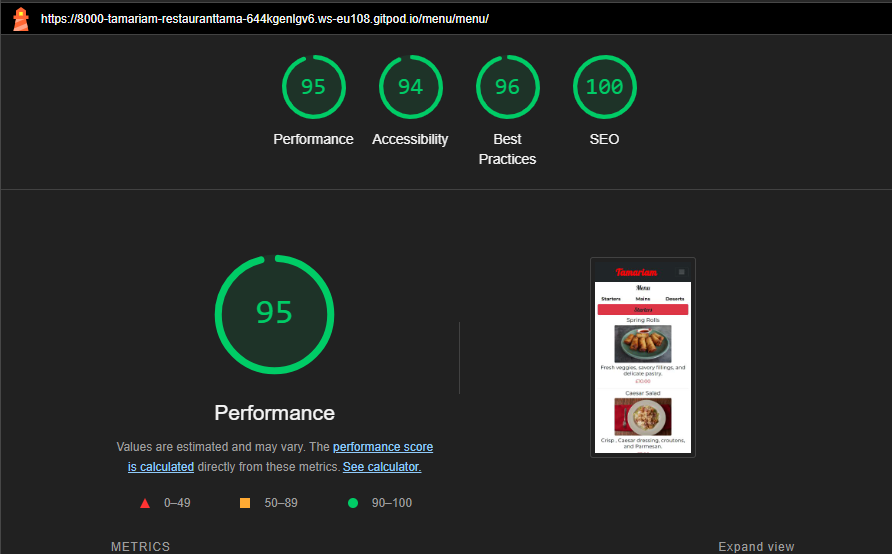 https://8000-tamariam-restauranttama-644kgenlgv6.ws-eu108.gitpod.io/menu/menu/
95
94
96
100
Performance
Accessibility
Best
Practices
SEO
95
Performance
Values are estimated and may vary. The performance score
is calculated directly from these metrics. See calculator.
0–49
50–89
90–100
Tamariam
Menu
Starters Mains Desserts
Starters
Spring Rolls
Fresh veggies, savory fillings, and
delicate pastry.
£10.00
Caesar Salad
Crisp, Caesar dressing, croutons,
and Parmesan.
METRICS
Expand view